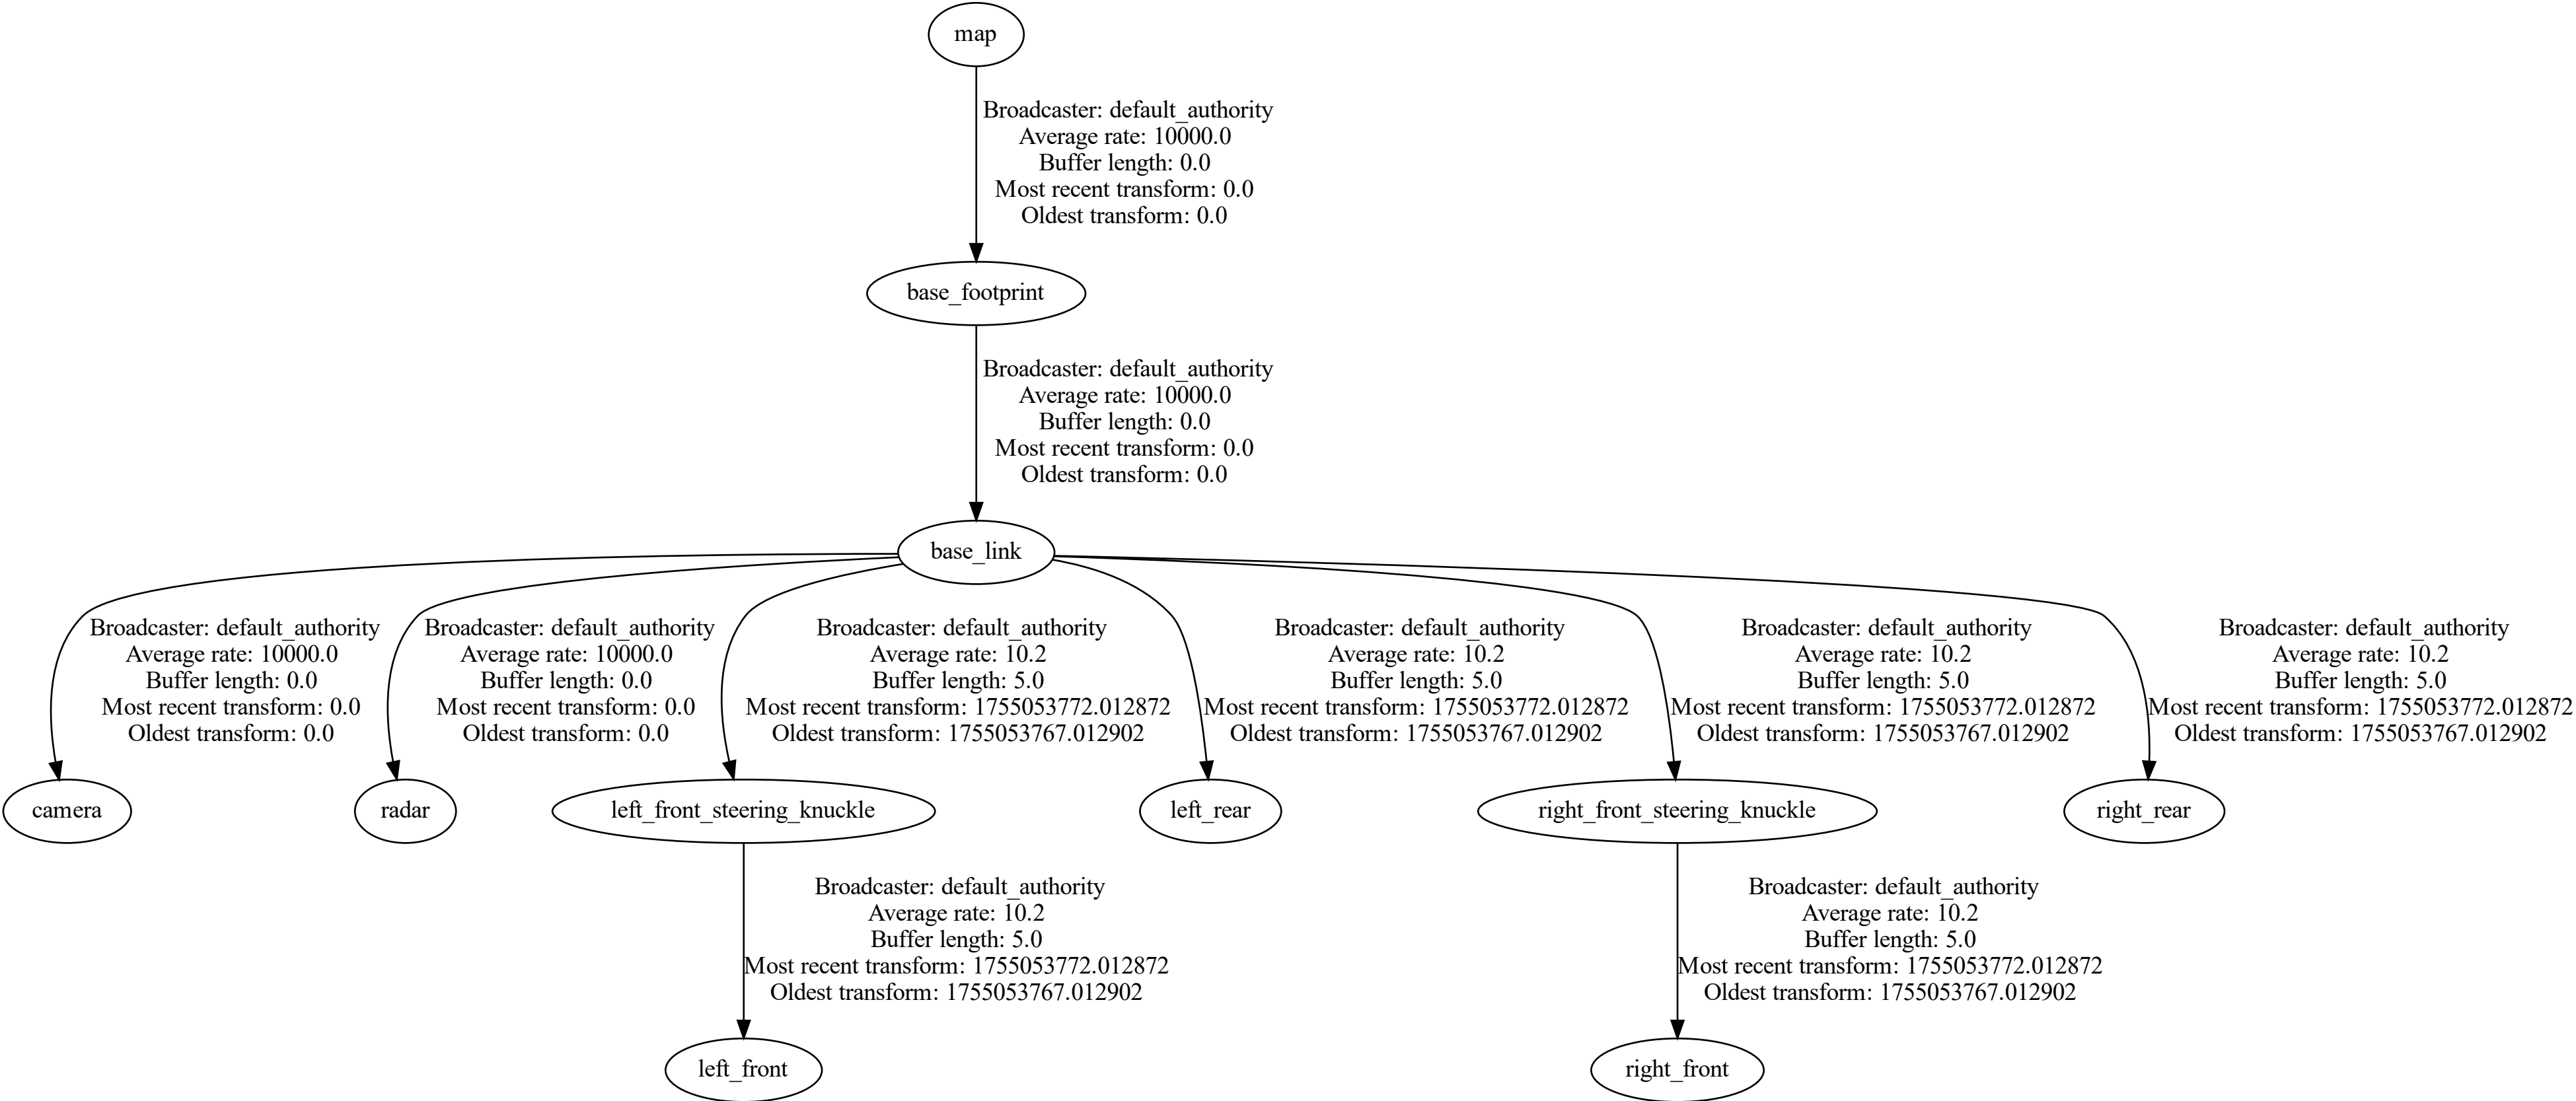 map
Broadcaster: default_authority
Average rate: 10000.0
Buffer length: 0.0
Most recent transform: 0.0
Oldest transform: 0.0
base_footprint
Broadcaster: default_authority
Average rate: 10000.0
Buffer length: 0.0
Most recent transform: 0.0
Oldest transform: 0.0
base_link
Broadcaster: default_authority
Average rate: 10000.0
Buffer length: 0.0
Most recent transform: 0.0
Oldest transform: 0.0
Broadcaster: default_authority
Average rate: 10000.0
Buffer length: 0.0
Most recent transform: 0.0
Oldest transform: 0.0
Broadcaster: default_authority
Average rate: 10.2
Buffer length: 5.0
Most recent transform: 1755053772.012872
Oldest transform: 1755053767.012902
Broadcaster: default_authority
Average rate: 10.2
Buffer length: 5.0
Most recent transform: 1755053772.012872
Oldest transform: 1755053767.012902
Broadcaster: default_authority
Average rate: 10.2
Buffer length: 5.0
Most recent transform: 1755053772.012872
Oldest transform: 1755053767.012902
Broadcaster: default_authority
Average rate: 10.2
Buffer length: 5.0
Most recent transform: 1755053772.012872
Oldest transform: 1755053767.012902
camera
radar
left_front_steering_knuckle
left_rear
right_front_steering_knuckle
right_rear
Broadcaster: default_authority
Average rate: 10.2
Buffer length: 5.0
Most recent transform: 1755053772.012872
Oldest transform: 1755053767.012902
Broadcaster: default_authority
Average rate: 10.2
Buffer length: 5.0
Most recent transform: 1755053772.012872
Oldest transform: 1755053767.012902
left_front
right_front